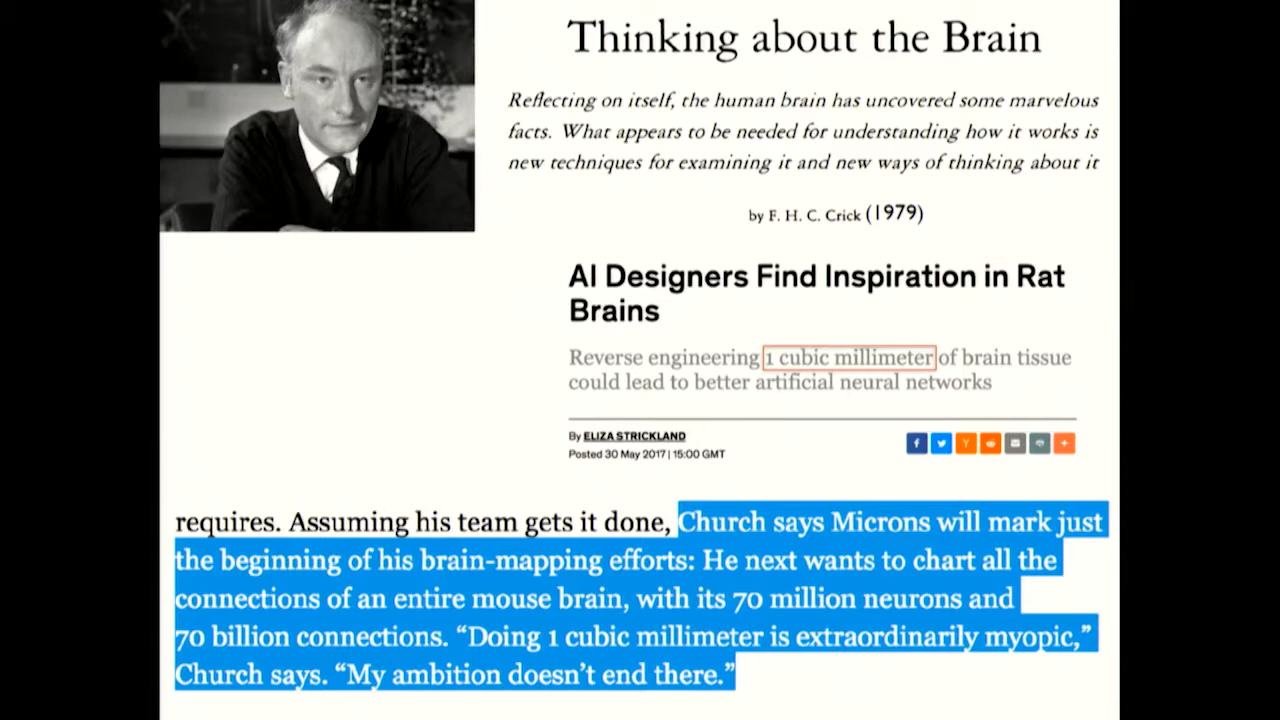 Thinking about the Brain
Reflecting on itself, the human brain has uncovered some marvelous
facts. What appears to be needed for understanding how it works is
new techniques for examining it and new ways of thinking about it
by F. H. C. Crick (1979)
AI Designers Find Inspiration in Rat
Brains
Reverse engineering 1 cubic millimeter of brain tissue
could lead to better artificial neural networks
By ELIZA STRICKLAND
Posted 30 May 2017 | 15:00 GMT
requires. Assuming his team gets it done, Church says Microns will mark just
the beginning of his brain-mapping efforts: He next wants to chart all the
connections of an entire mouse brain, with its 70 million neurons and
70 billion connections. “Doing 1 cubic millimeter is extraordinarily myopic,”
Church says. “My ambition doesn’t end there.”